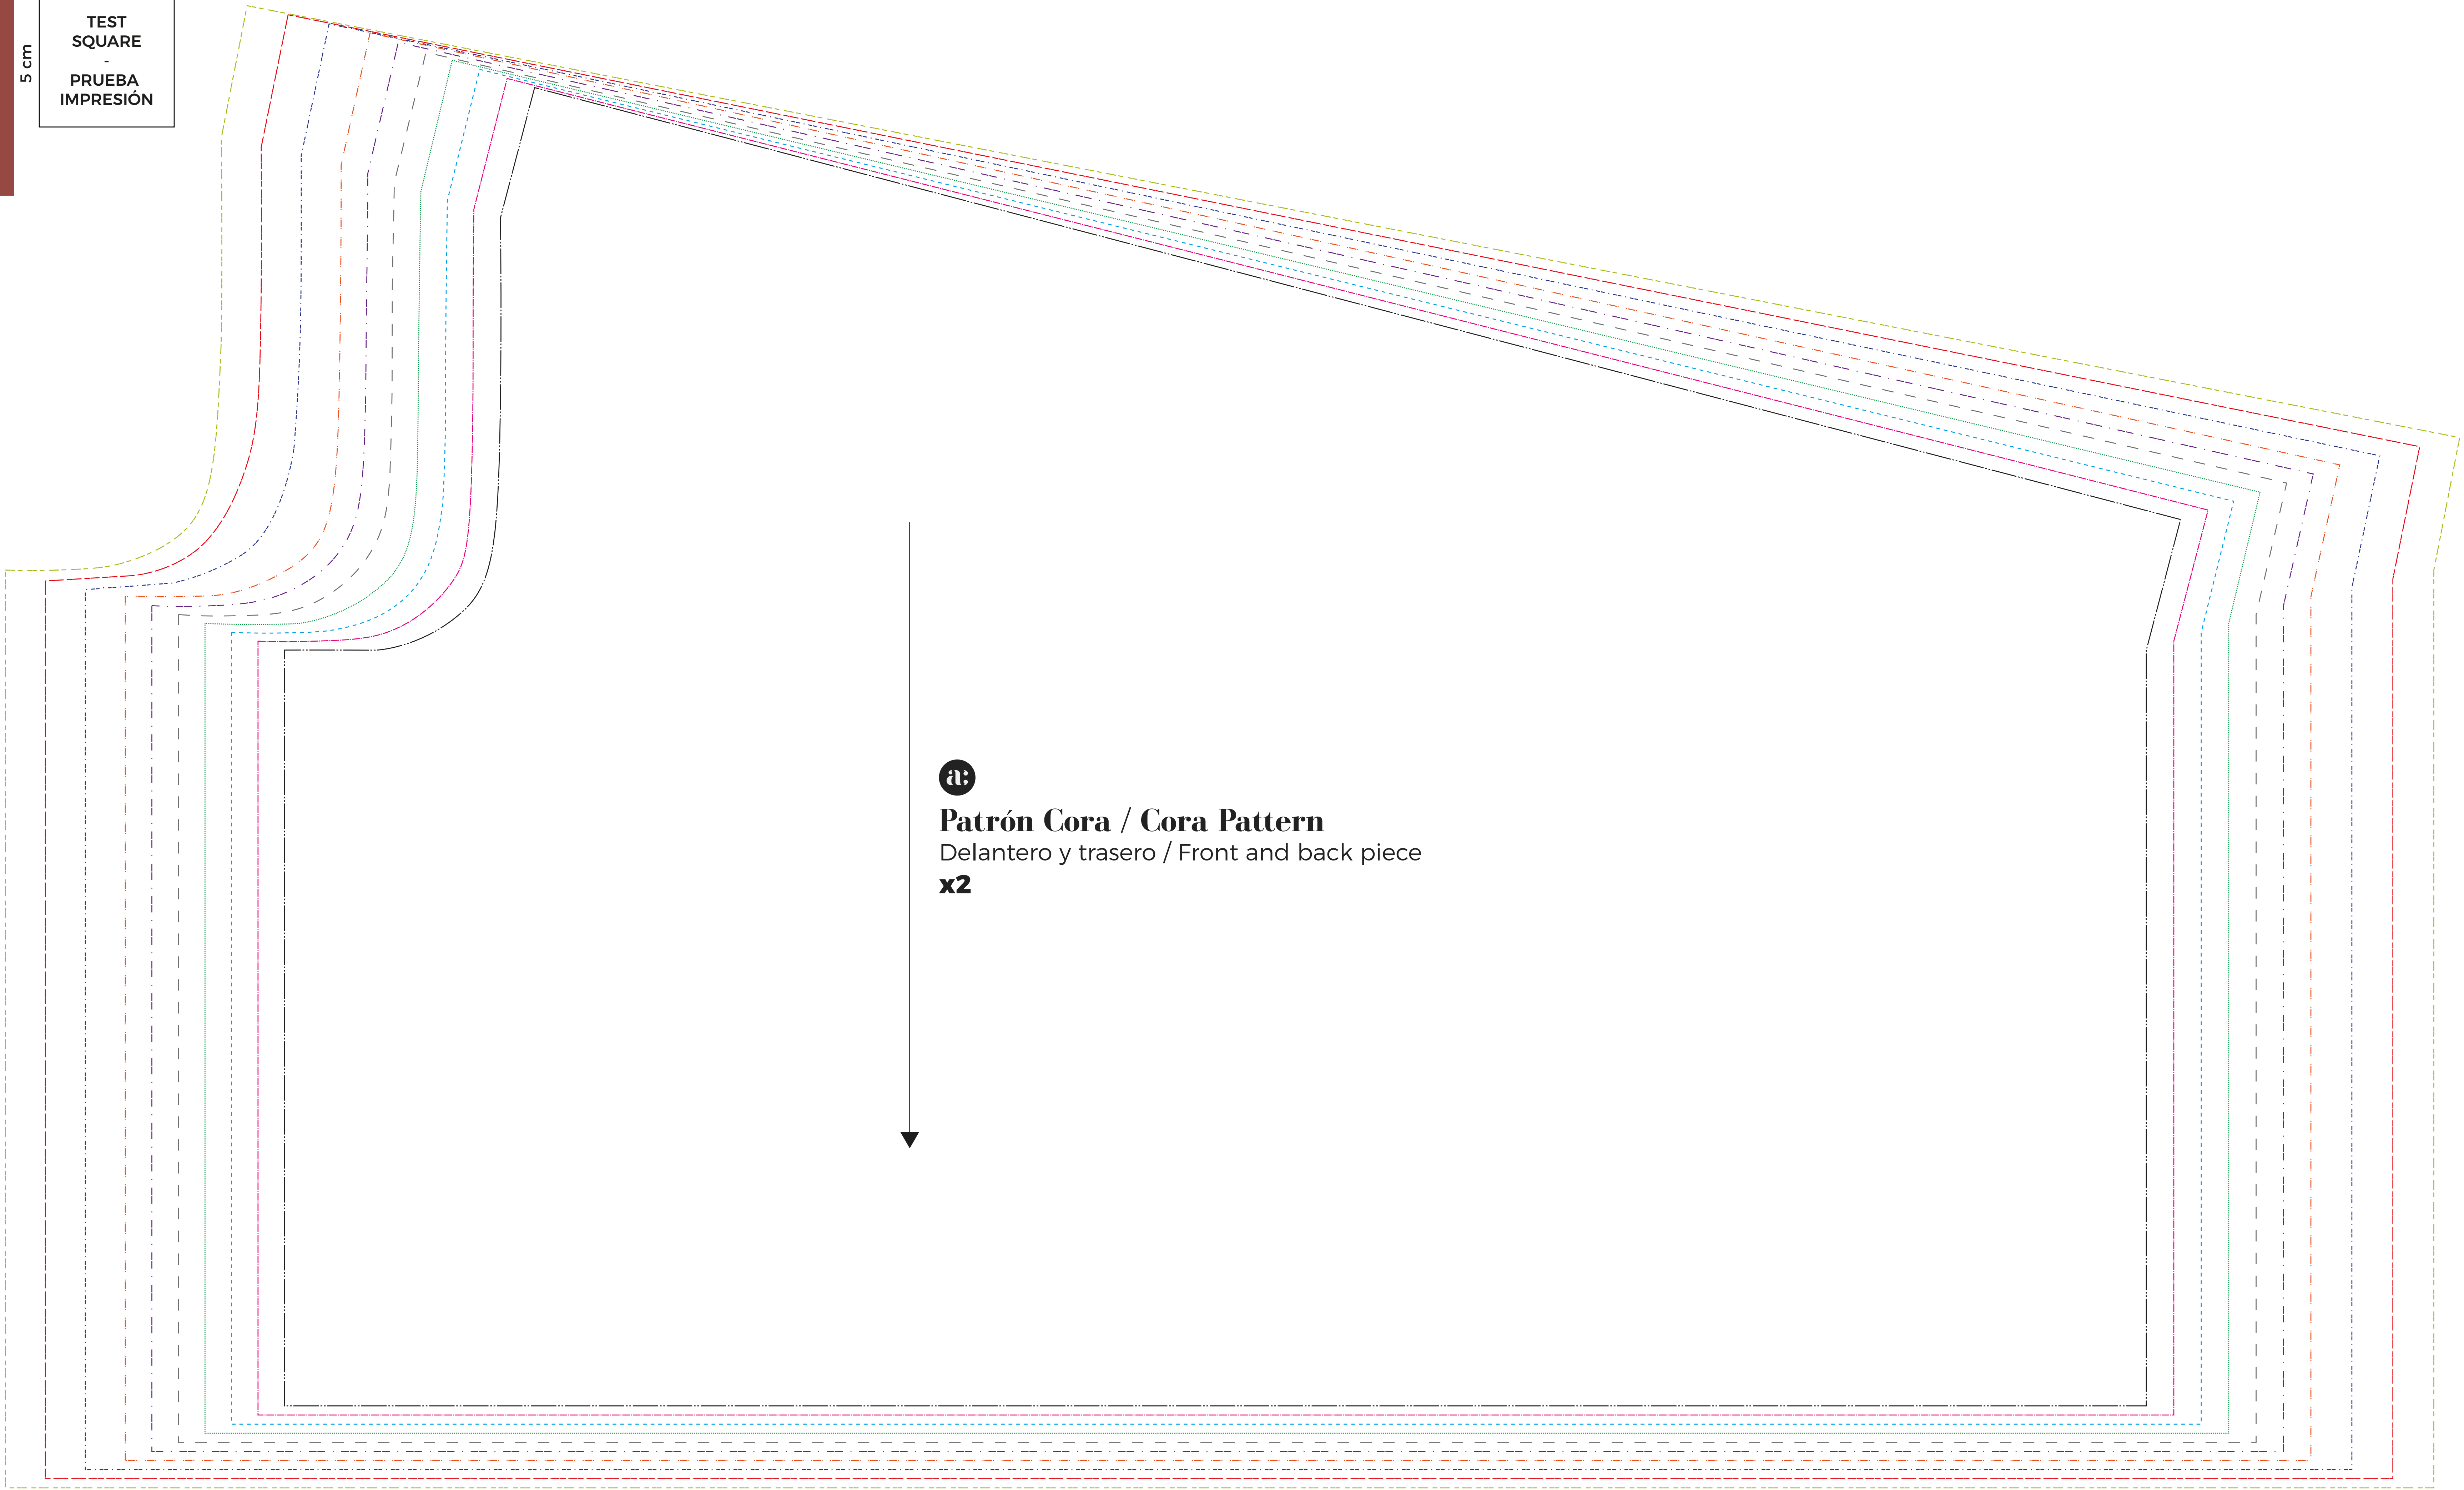 5 cm
TEST
SQUARE
-
PRUEBA
IMPRESIÓN
a:
Patrón Cora / Cora Pattern
Delantero y trasero / Front and back piece
x2